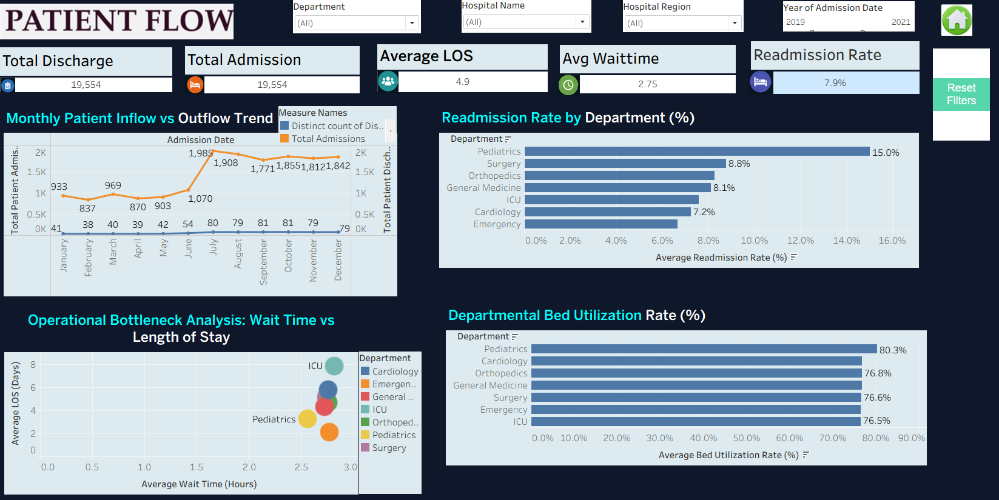 PATIENT FLOW
Department
(All)
Hospital Name
(All)
Hospital Region
(All)
Year of Admission Date
2019 2021
Total Discharge
19,554
Total Admission
19,554
Average LOS
4.9
Avg Waittime
2.75
Readmission Rate
7.9%
Reset
Filters
Monthly Patient Inflow vs Outflow Trend
Measure Names
Distinct count of Dis..
Total Admissions
Admission Date
Total Patient Admis..
2K
1.5K
1K
0.5K
0K
933
837
969
870
903
1,070
1,985
1,908
1,771
1,855
1,812
1,842
41
38
40
39
42
54
80
79
81
81
79
79
2K
1.5K
1K
0.5K
0K
Total Patient Disch..
January
February
March
April
May
June
July
August
September
October
November
December
Readmission Rate by Department (%)
Department
Pediatrics 15.0%
Surgery 8.8%
Orthopedics
General Medicine 8.1%
ICU
Cardiology 7.2%
Emergency
0.0% 2.0% 4.0% 6.0% 8.0% 10.0% 12.0% 14.0% 16.0%
Average Readmission Rate (%)
Operational Bottleneck Analysis: Wait Time vs
Length of Stay
Average LOS (Days)
8
6
4
2
0
ICU
Pediatrics
0.0 0.5 1.0 1.5 2.0 2.5 3.0
Average Wait Time (Hours)
Department
Cardiology
Emergen..
General ..
ICU
Orthoped..
Pediatrics
Surgery
Departmental Bed Utilization Rate (%)
Department
Pediatrics 80.3%
Cardiology
Orthopedics 76.8%
General Medicine
Surgery 76.6%
Emergency
ICU 76.5%
0.0% 10.0% 20.0% 30.0% 40.0% 50.0% 60.0% 70.0% 80.0% 90.0%
Average Bed Utilization Rate (%)